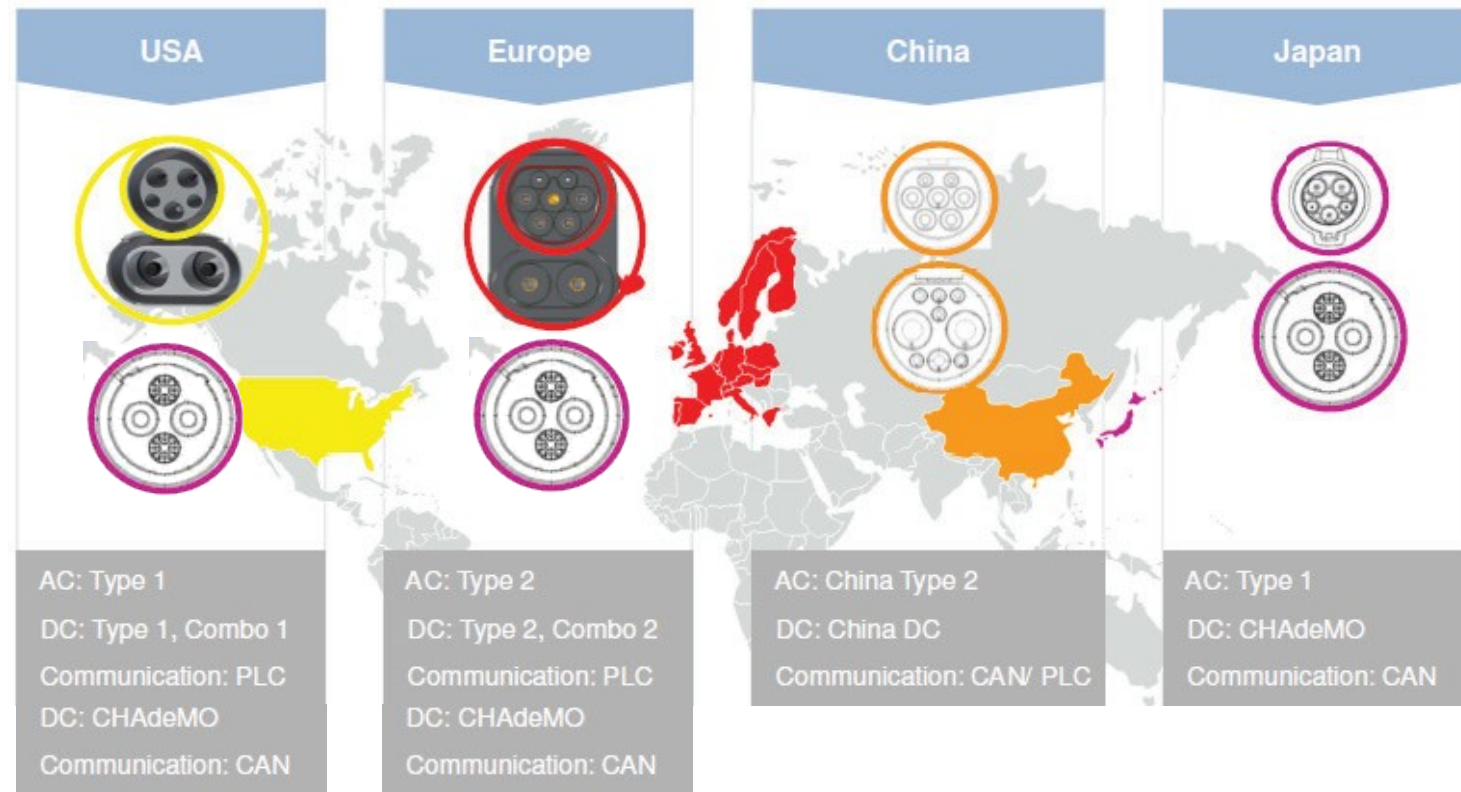 USA
Europe
China
Japan
AC: Type 1
DC: Type 1, Combo 1
Communication: PLC
DC: CHAdeMO
Communication: CAN
AC: Type 2
DC: Type 2, Combo 2
Communication: PLC
DC: CHAdeMO
Communication: CAN
AC: China Type 2
DC: China DC
Communication: CAN/ PLC
AC: Type 1
DC: CHAdeMO
Communication: CAN